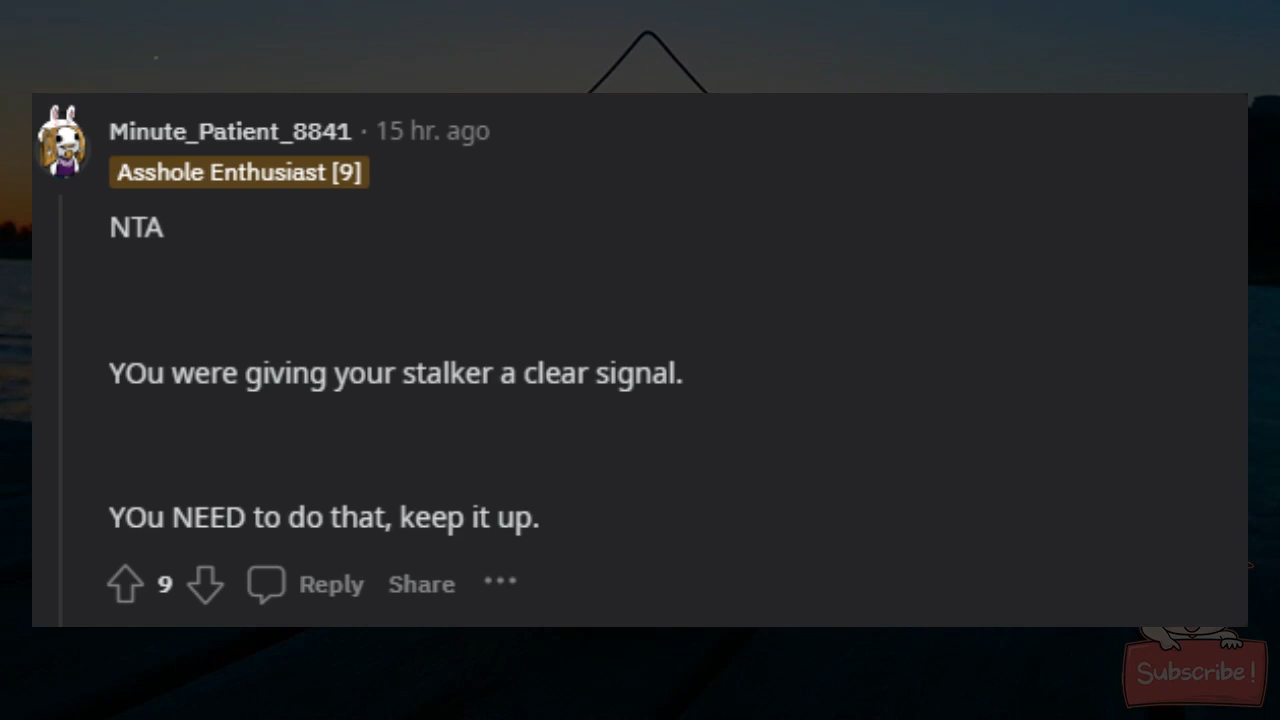 Minute_Patient_8841 · 15 hr. ago
Asshole Enthusiast [9]
NTA
YOu were giving your stalker a clear signal.
YOu NEED to do that, keep it up.
9 Reply Share ...
Subscribe!